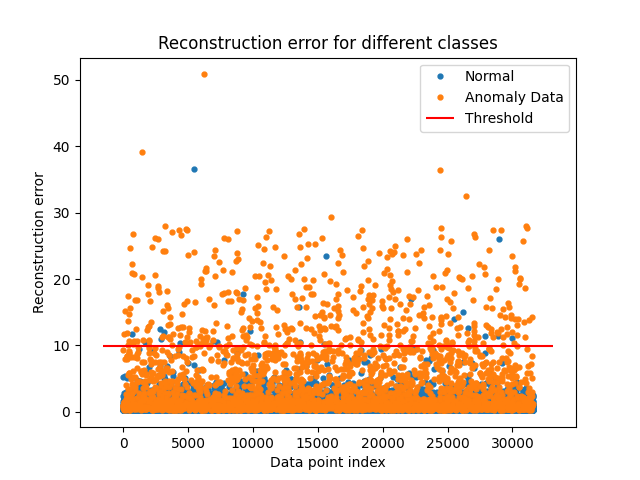 Reconstruction error for different classes
Normal
Anomaly Data
Threshold
Reconstruction error
50
40
30
20
10
0
0 5000 10000 15000 20000 25000 30000
Data point index